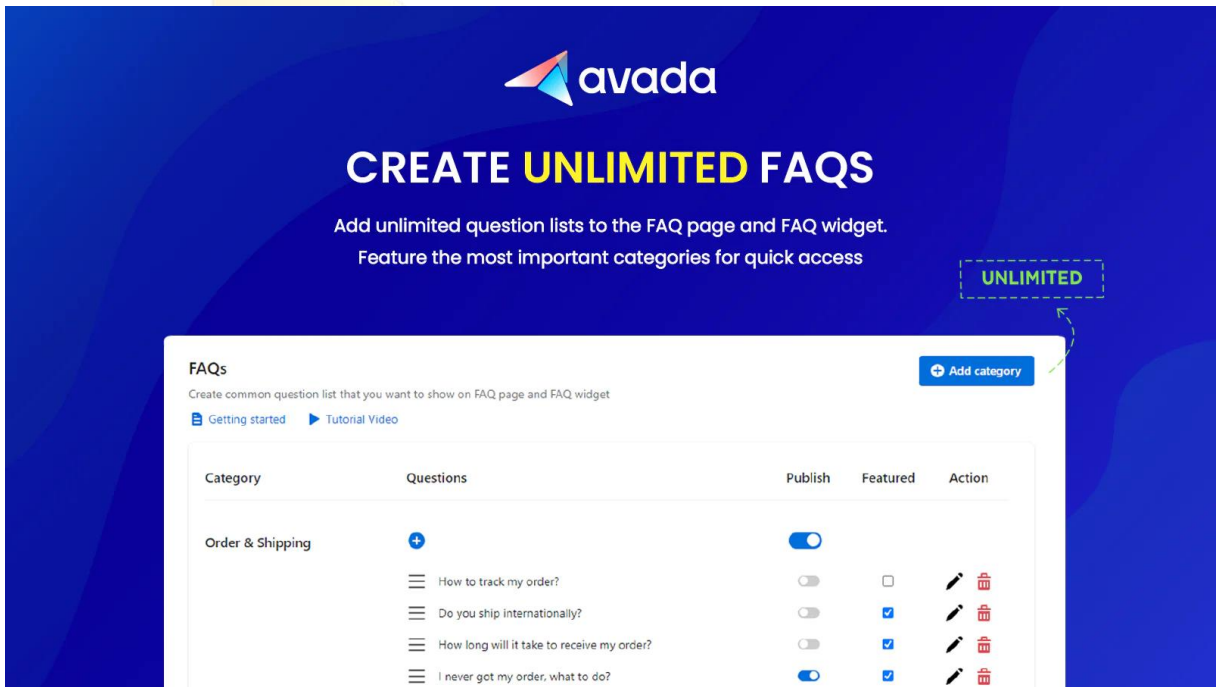 avada
CREATE UNLIMITED FAQS
Add unlimited question lists to the FAQ page and FAQ widget.
Feature the most important categories for quick access
UNLIMITED
FAQs
Add category
Create common question list that you want to show on FAQ page and FAQ widget
Getting started Tutorial Video
Category Questions Publish Featured Action
Order & Shipping
How to track my order?
Do you ship internationally?
How long will it take to receive my order?
I never got my order, what to do?